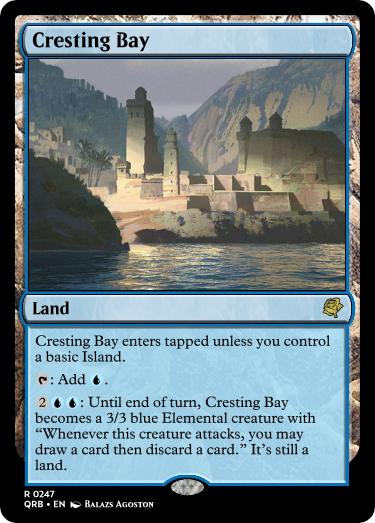 Cresting Bay
Land
Cresting Bay enters tapped unless you control
a basic Island.
: Add .
2 : Until end of turn, Cresting Bay
becomes a 3/3 blue Elemental creature with
“Whenever this creature attacks, you may
draw a card then discard a card.” It's still a
land.
R 0247
QRB • EN Balazs Agoston